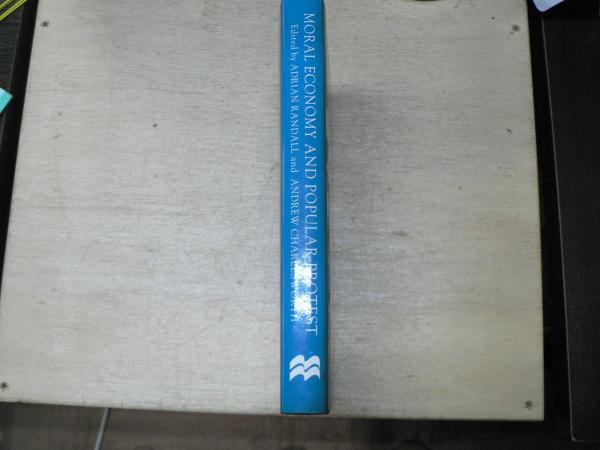 MORAL ECONOMY AND POPULAR PROTEST
Edited by ADRIAN RANDALL and ANDREW CHARLESWORTH